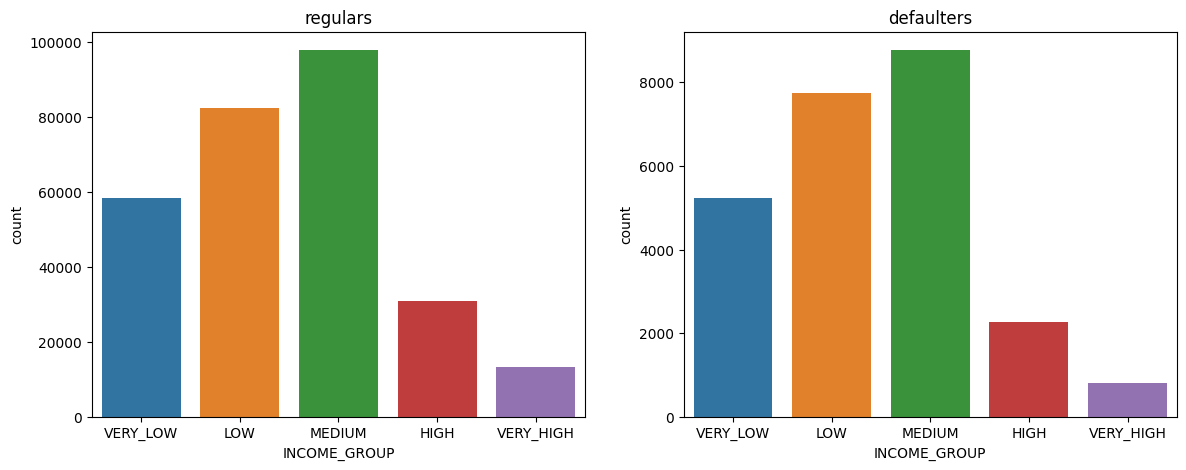 regulars
100000
80000
60000
40000
20000
0
count
VERY_LOW LOW MEDIUM HIGH VERY_HIGH
INCOME_GROUP
defaulters
8000
6000
4000
2000
0
count
VERY_LOW LOW MEDIUM HIGH VERY_HIGH
INCOME_GROUP